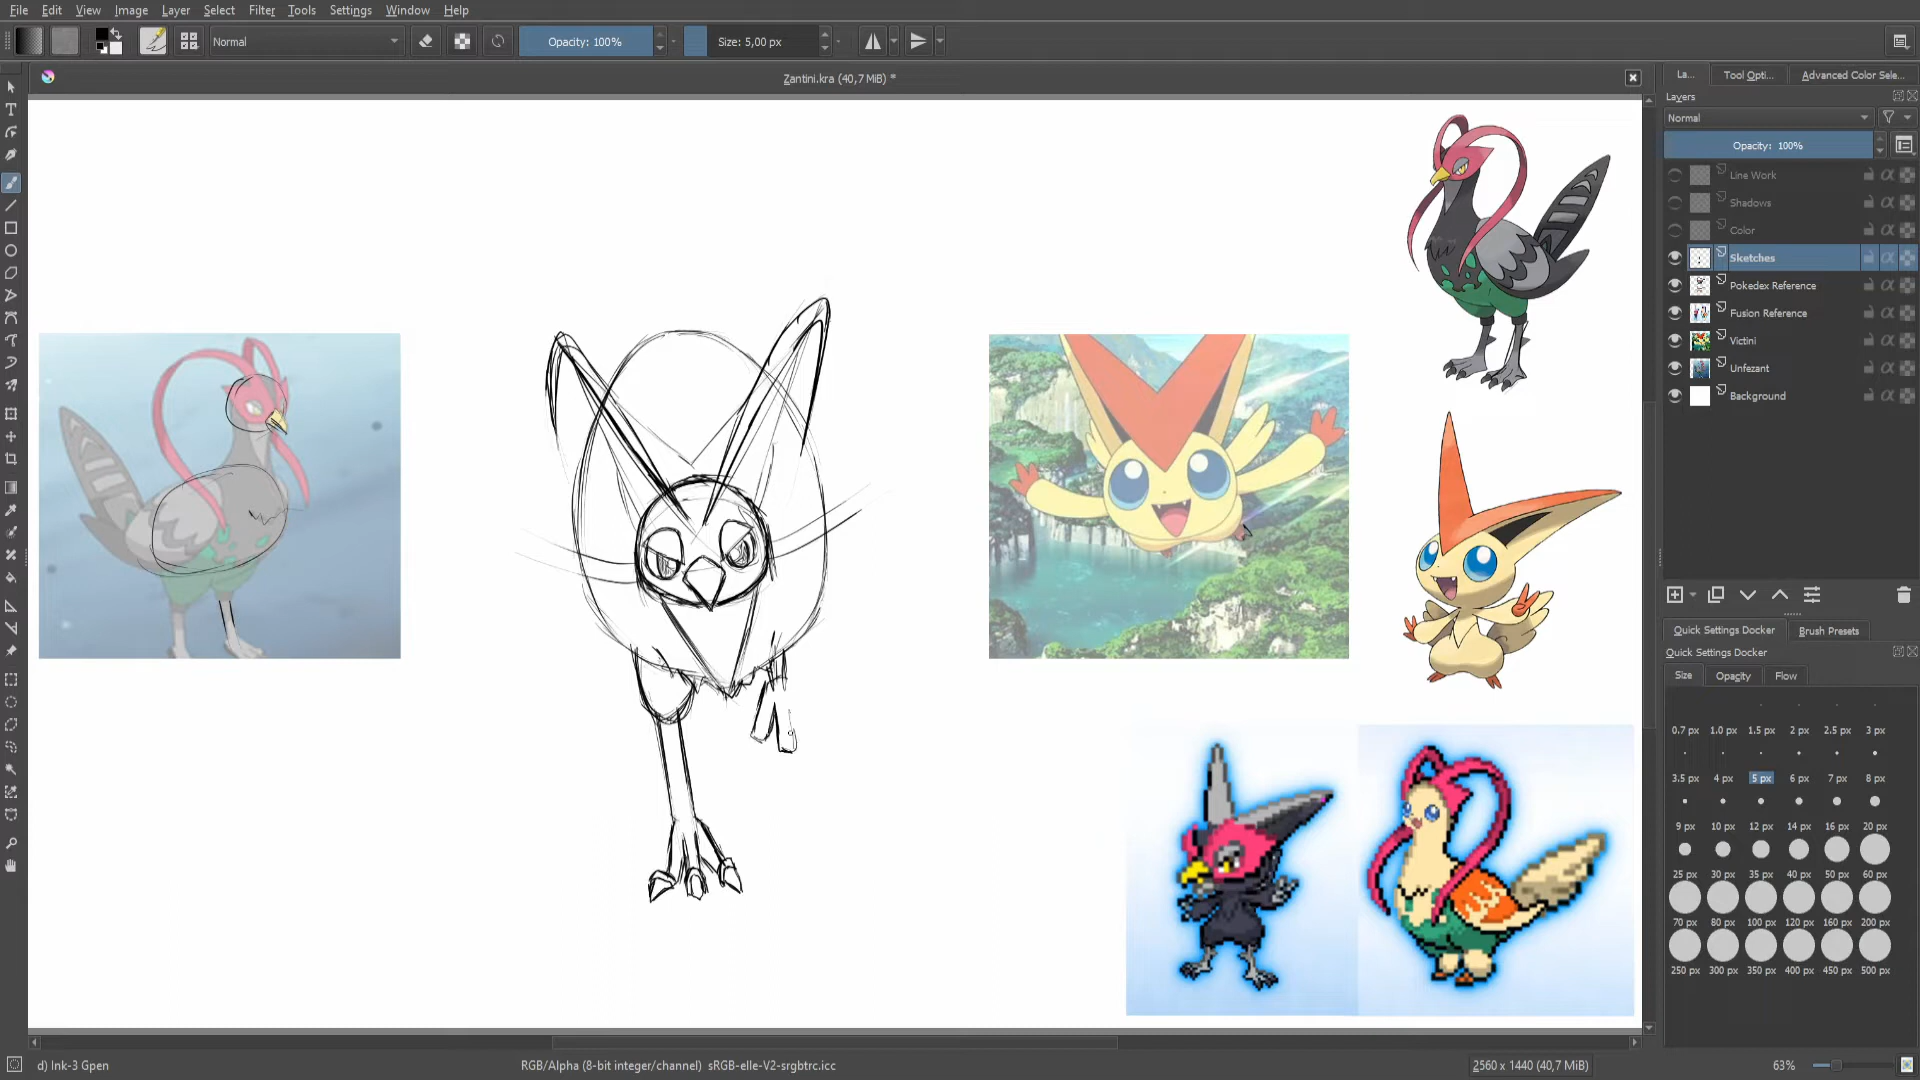 File Edit View Image Layer Select Filter Tools Settings Window Help
Normal Opacity: 100% Size: 5,00 px
Zantini.kra (40,7 MiB) *
La... Tool Opti... Advanced Color Sele...
Layers
Normal
Opacity: 100%
Line Work
Shadows
Color
Sketches
Pokedex Reference
Fusion Reference
Victini
Unfezant
Background
Quick Settings Docker Brush Presets
Quick Settings Docker
Size Opacity Flow
0.7 px 1.0 px 1.5 px 2 px 2.5 px 3 px
3.5 px 4 px 5 px 6 px 7 px 8 px
9 px 10 px 12 px 14 px 16 px 20 px
25 px 30 px 35 px 40 px 50 px 60 px
70 px 80 px 100 px 120 px 160 px 200 px
250 px 300 px 350 px 400 px 450 px 500 px
d) Ink-3 Gpen RGB/Alpha (8-bit integer/channel) sRGB-elle-V2-srgbtrc.icc 2560 x 1440 (40,7 MiB) 63%